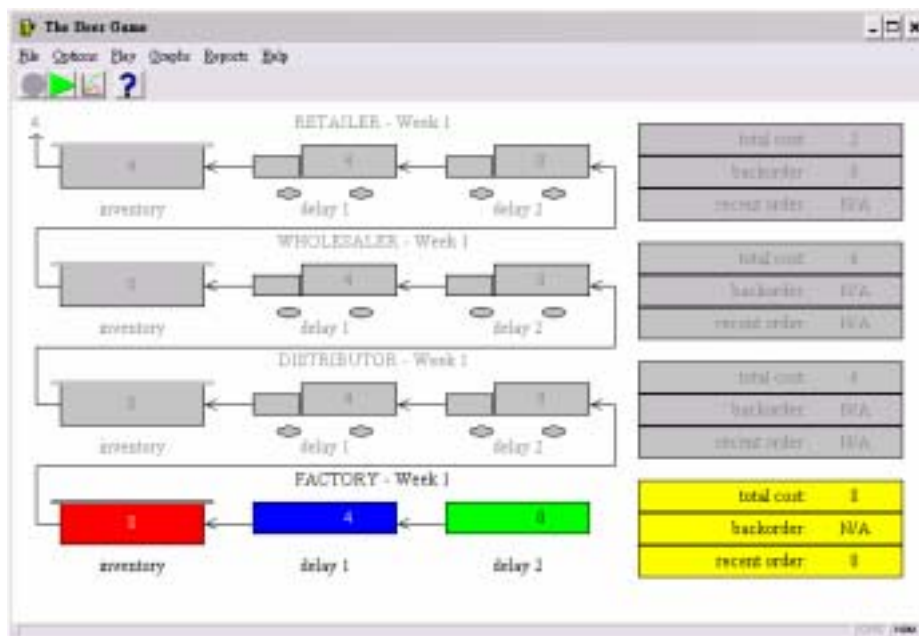 The Beer Game
File Options Play Graphs Reports Help
?
4
RETAILER - Week 1
4 4
inventory delay 1 delay 2
total cost
backorder
recent order N/A
WHOLESALER - Week 1
4
inventory delay 1 delay 2
total cost
backorder N/A
recent order N/A
DISTRIBUTOR - Week 1
4
inventory delay 1 delay 2
total cost
backorder N/A
recent order N/A
FACTORY - Week 1
4
inventory delay 1 delay 2
total cost
backorder N/A
recent order